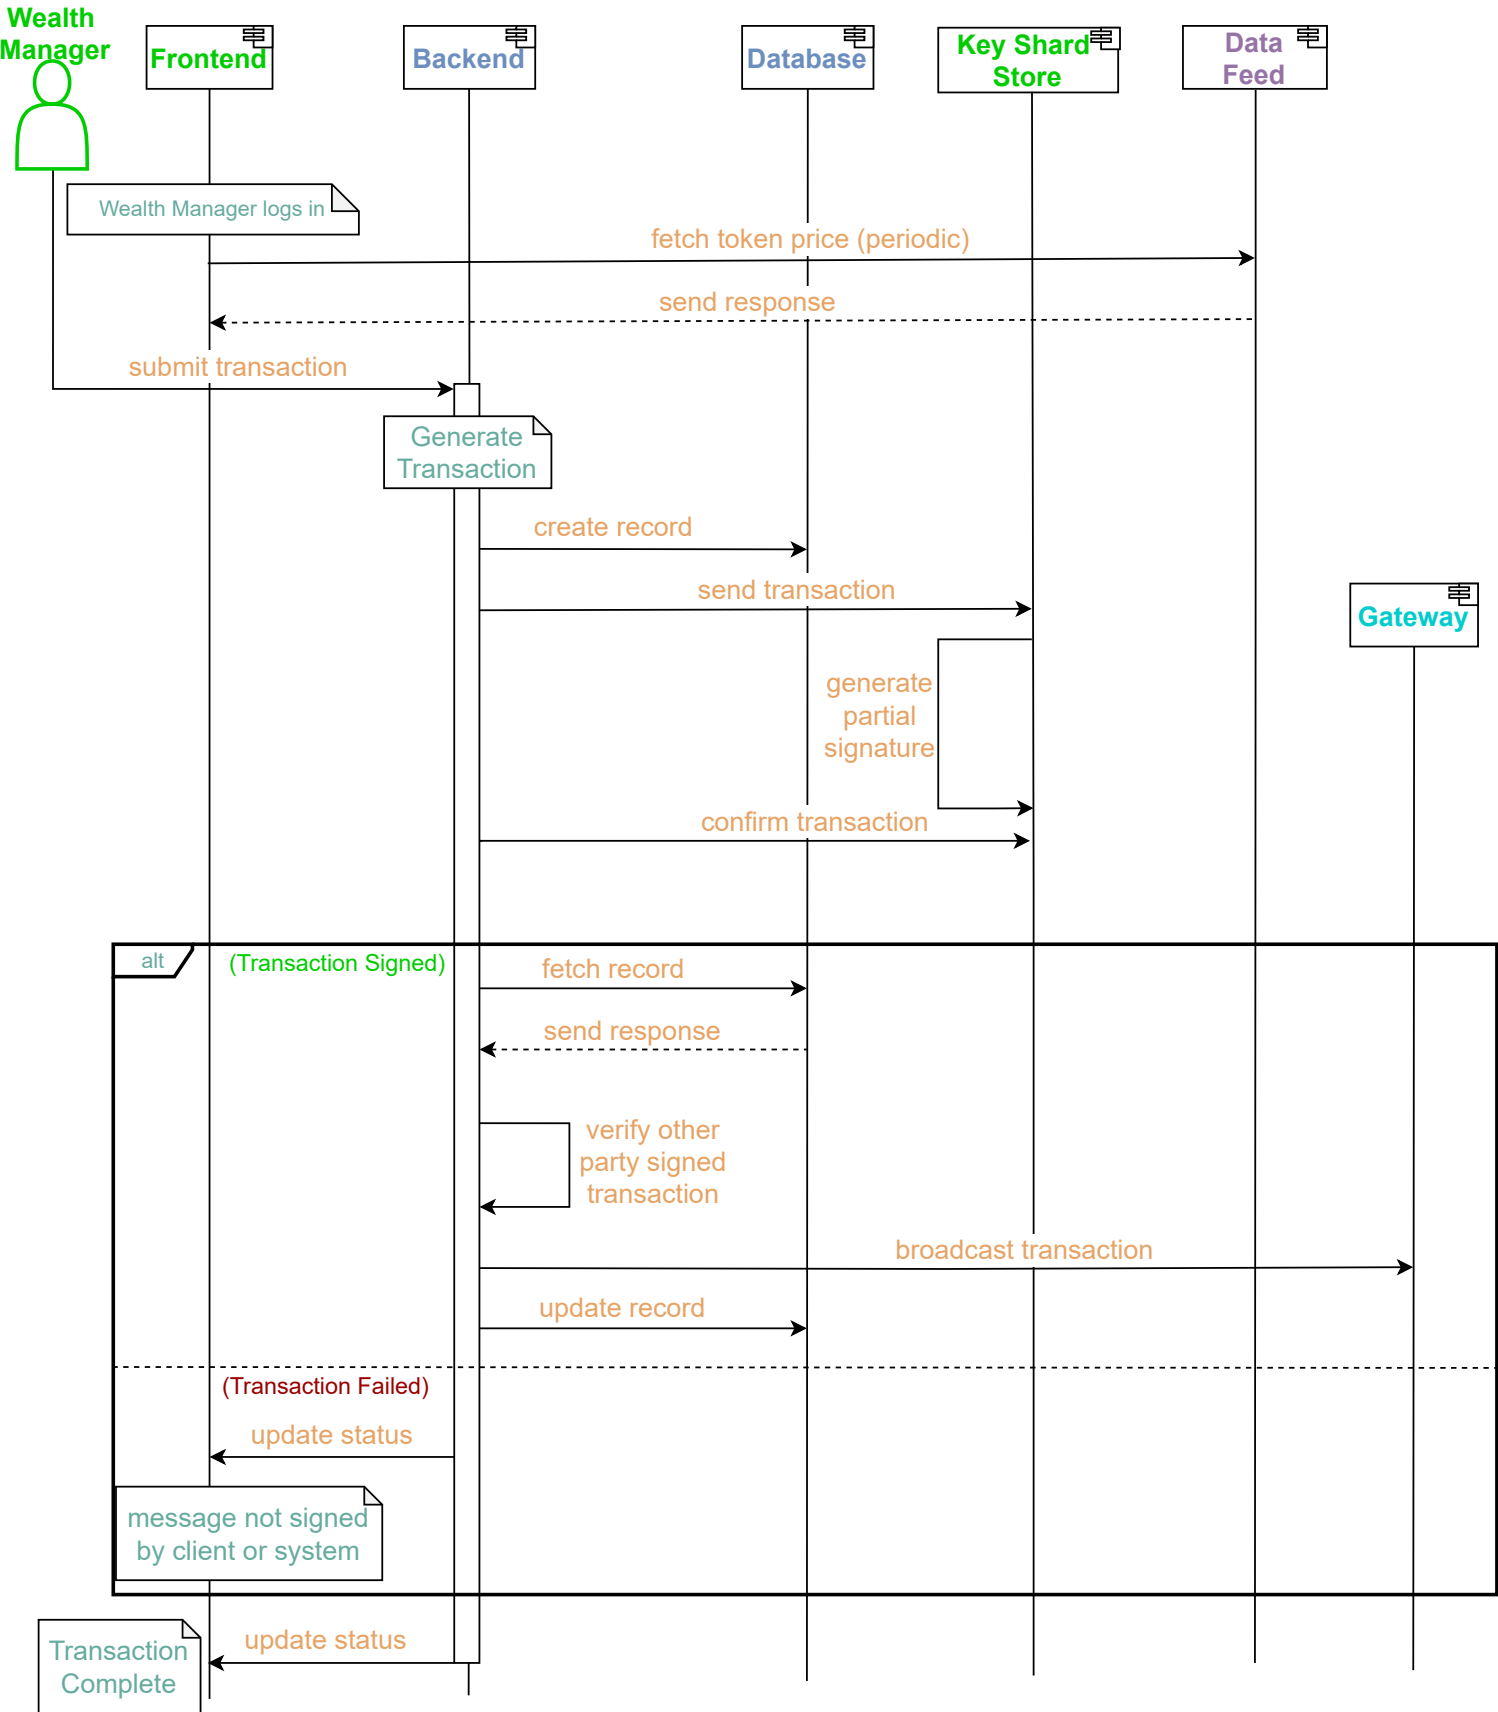 Wealth
Manager
Frontend
Backend
Database
Key Shard
Store
Data
Feed
Wealth Manager logs in
fetch token price (periodic)
send response
submit transaction
Generate
Transaction
create record
send transaction
Gateway
generate
partial
signature
confirm transaction
alt
(Transaction Signed)
fetch record
send response
verify other
party signed
transaction
broadcast transaction
update record
(Transaction Failed)
update status
message not signed
by client or system
update status
Transaction
Complete